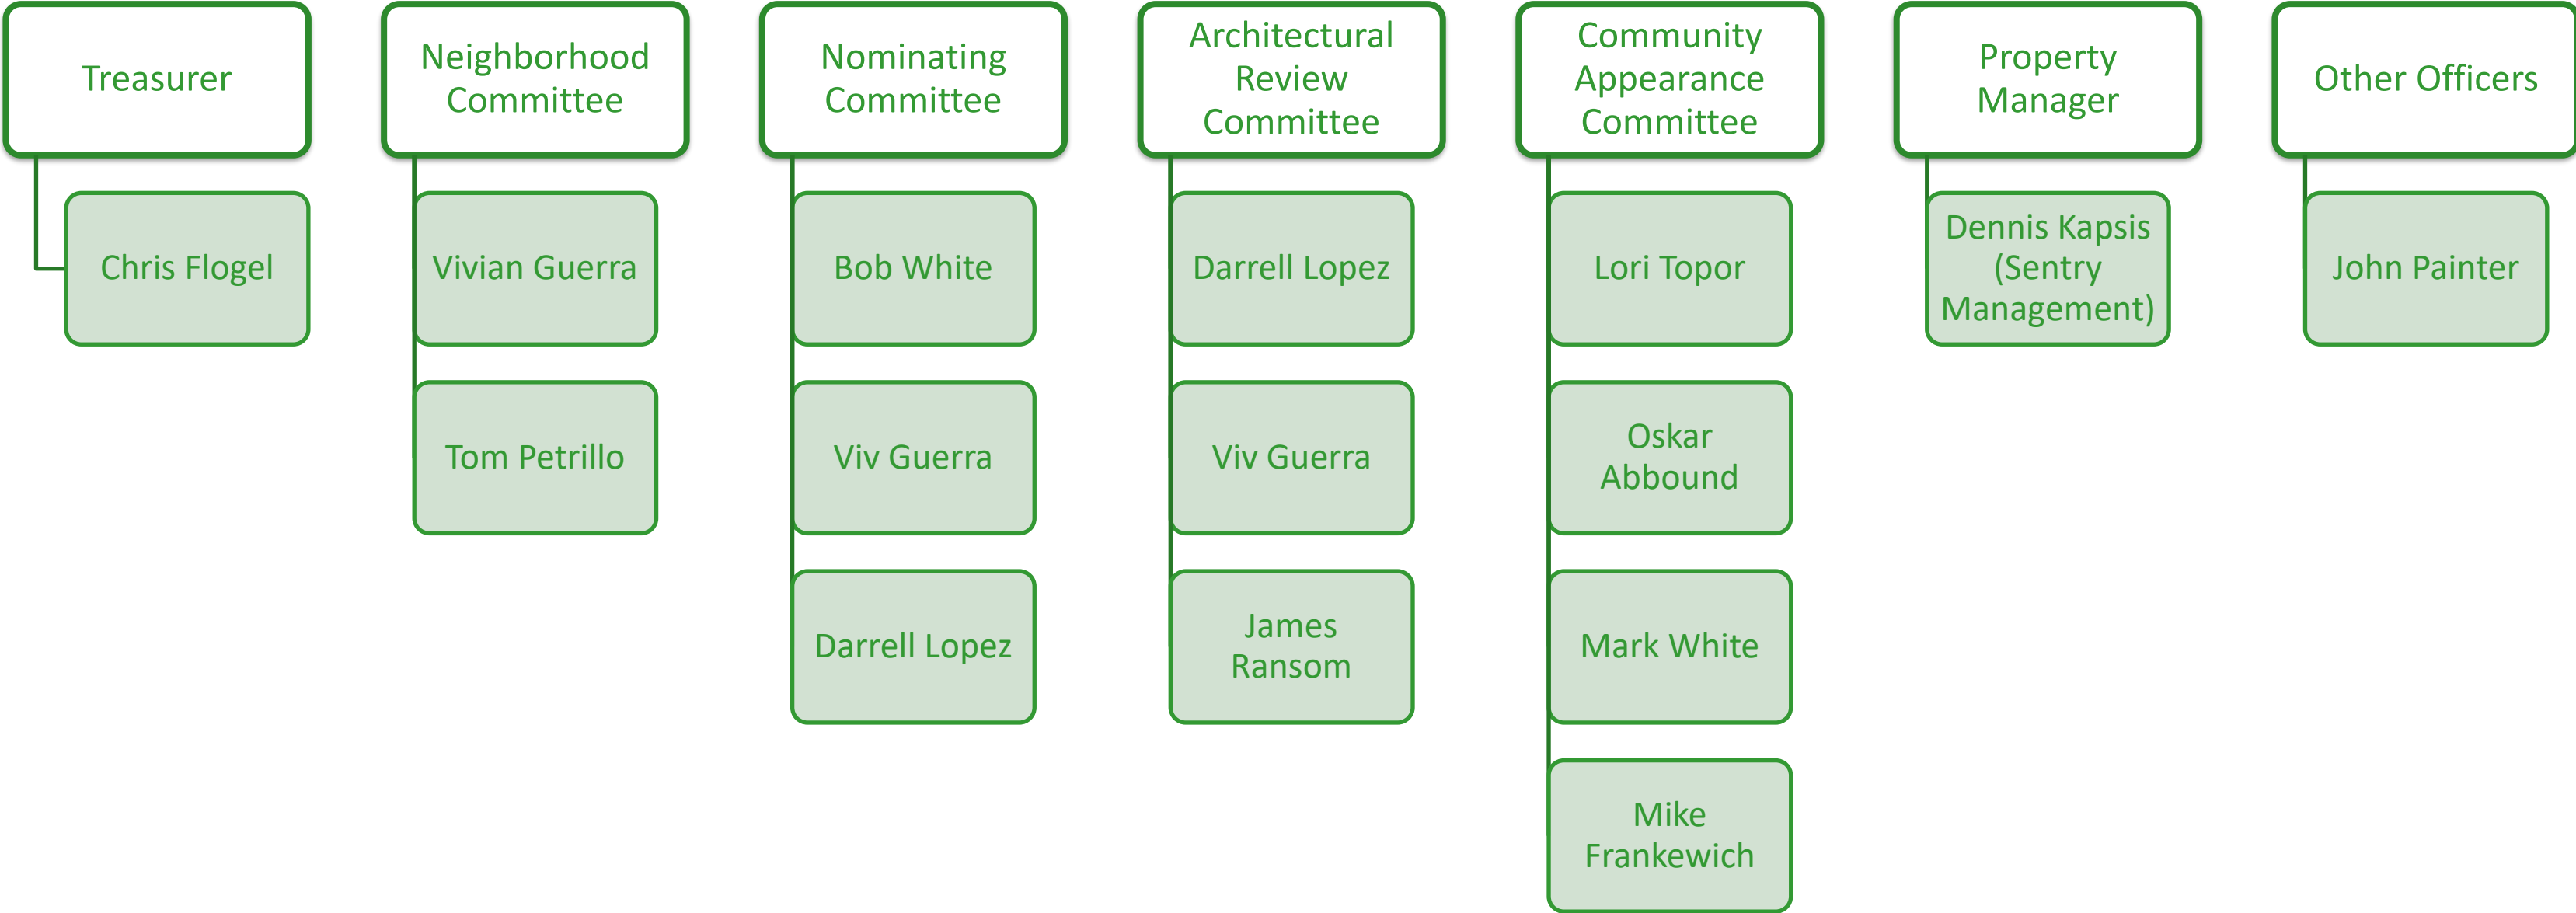 Treasurer
Chris Flogel
Neighborhood
Committee
Vivian Guerra
Tom Petrillo
Nominating
Committee
Bob White
Viv Guerra
Darrell Lopez
Architectural
Review
Committee
Darrell Lopez
Viv Guerra
James
Ransom
Community
Appearance
Committee
Lori Topor
Oskar
Abbound
Mark White
Mike
Frankewich
Property
Manager
Dennis Kapsis
(Sentry
Management)
Other Officers
John Painter